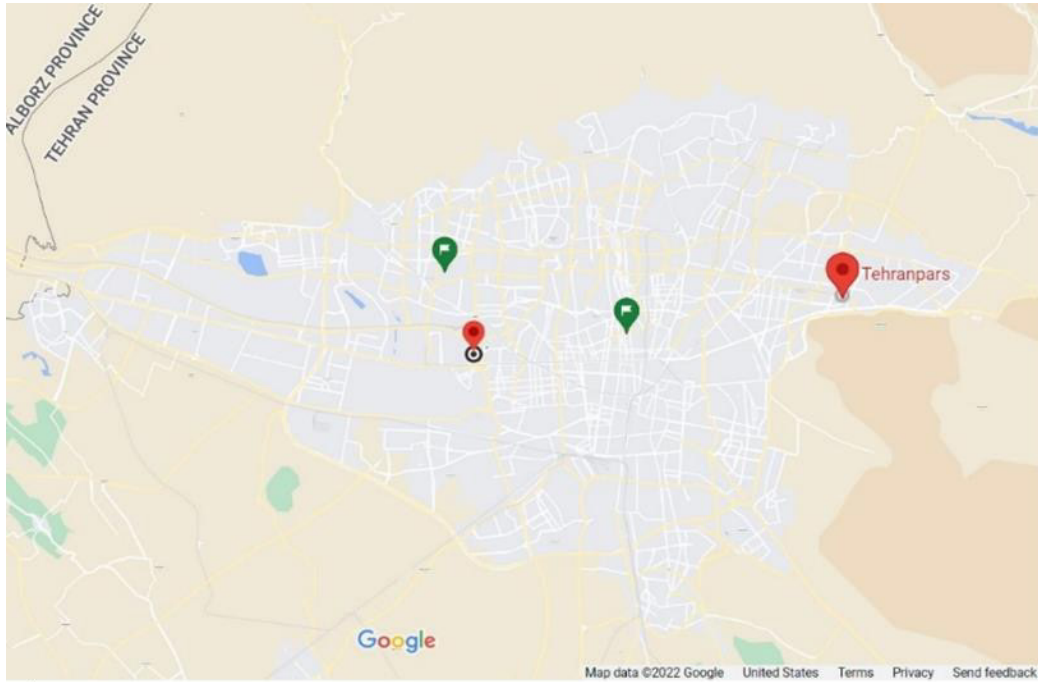 ALBORZ PROVINCE
TEHRAN PROVINCE
Tehranpars
Google
Map data ©2022 Google United States Terms Privacy Send feedback